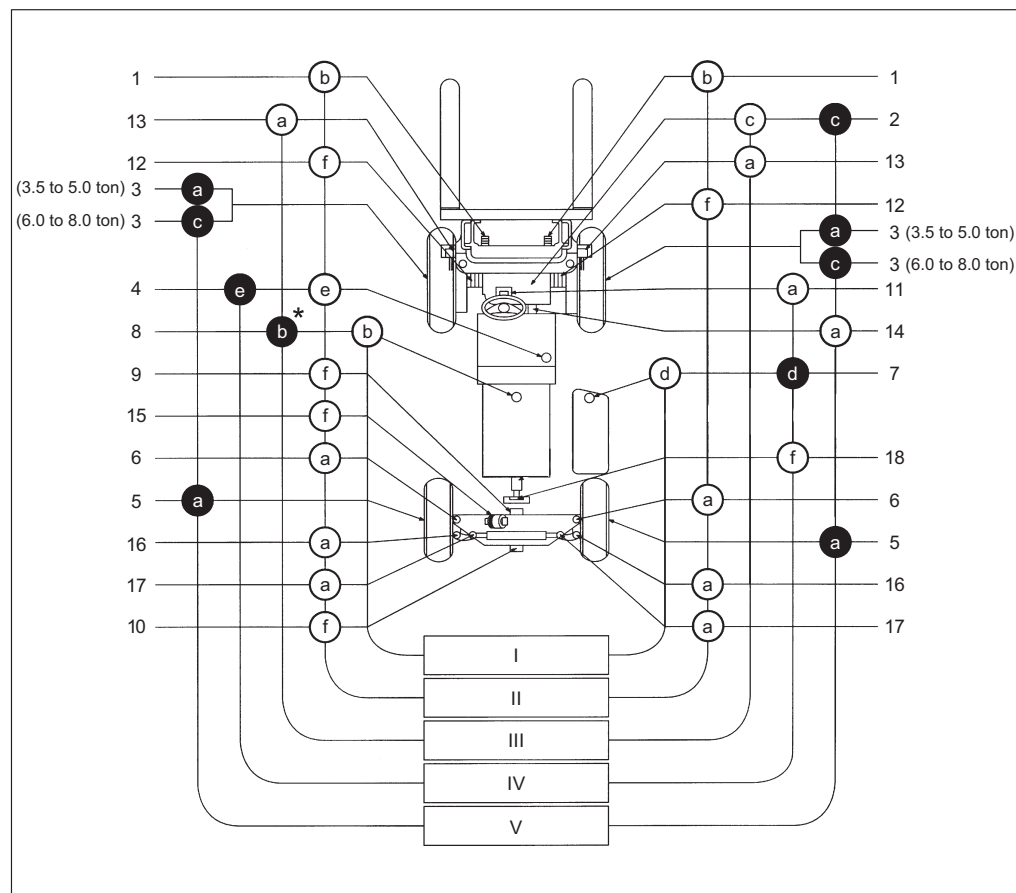 1 b b 1
13 a c c 2
12 f a 13
(3.5 to 5.0 ton) 3 a f 12
(6.0 to 8.0 ton) 3 c a 3 (3.5 to 5.0 ton)
c 3 (6.0 to 8.0 ton)
4 e e a 11
8 b * b a 14
9 f d d 7
15 f
6 a f 18
5 a a 6
16 a a 5
17 a a 16
10 f a 17
I
II
III
IV
V